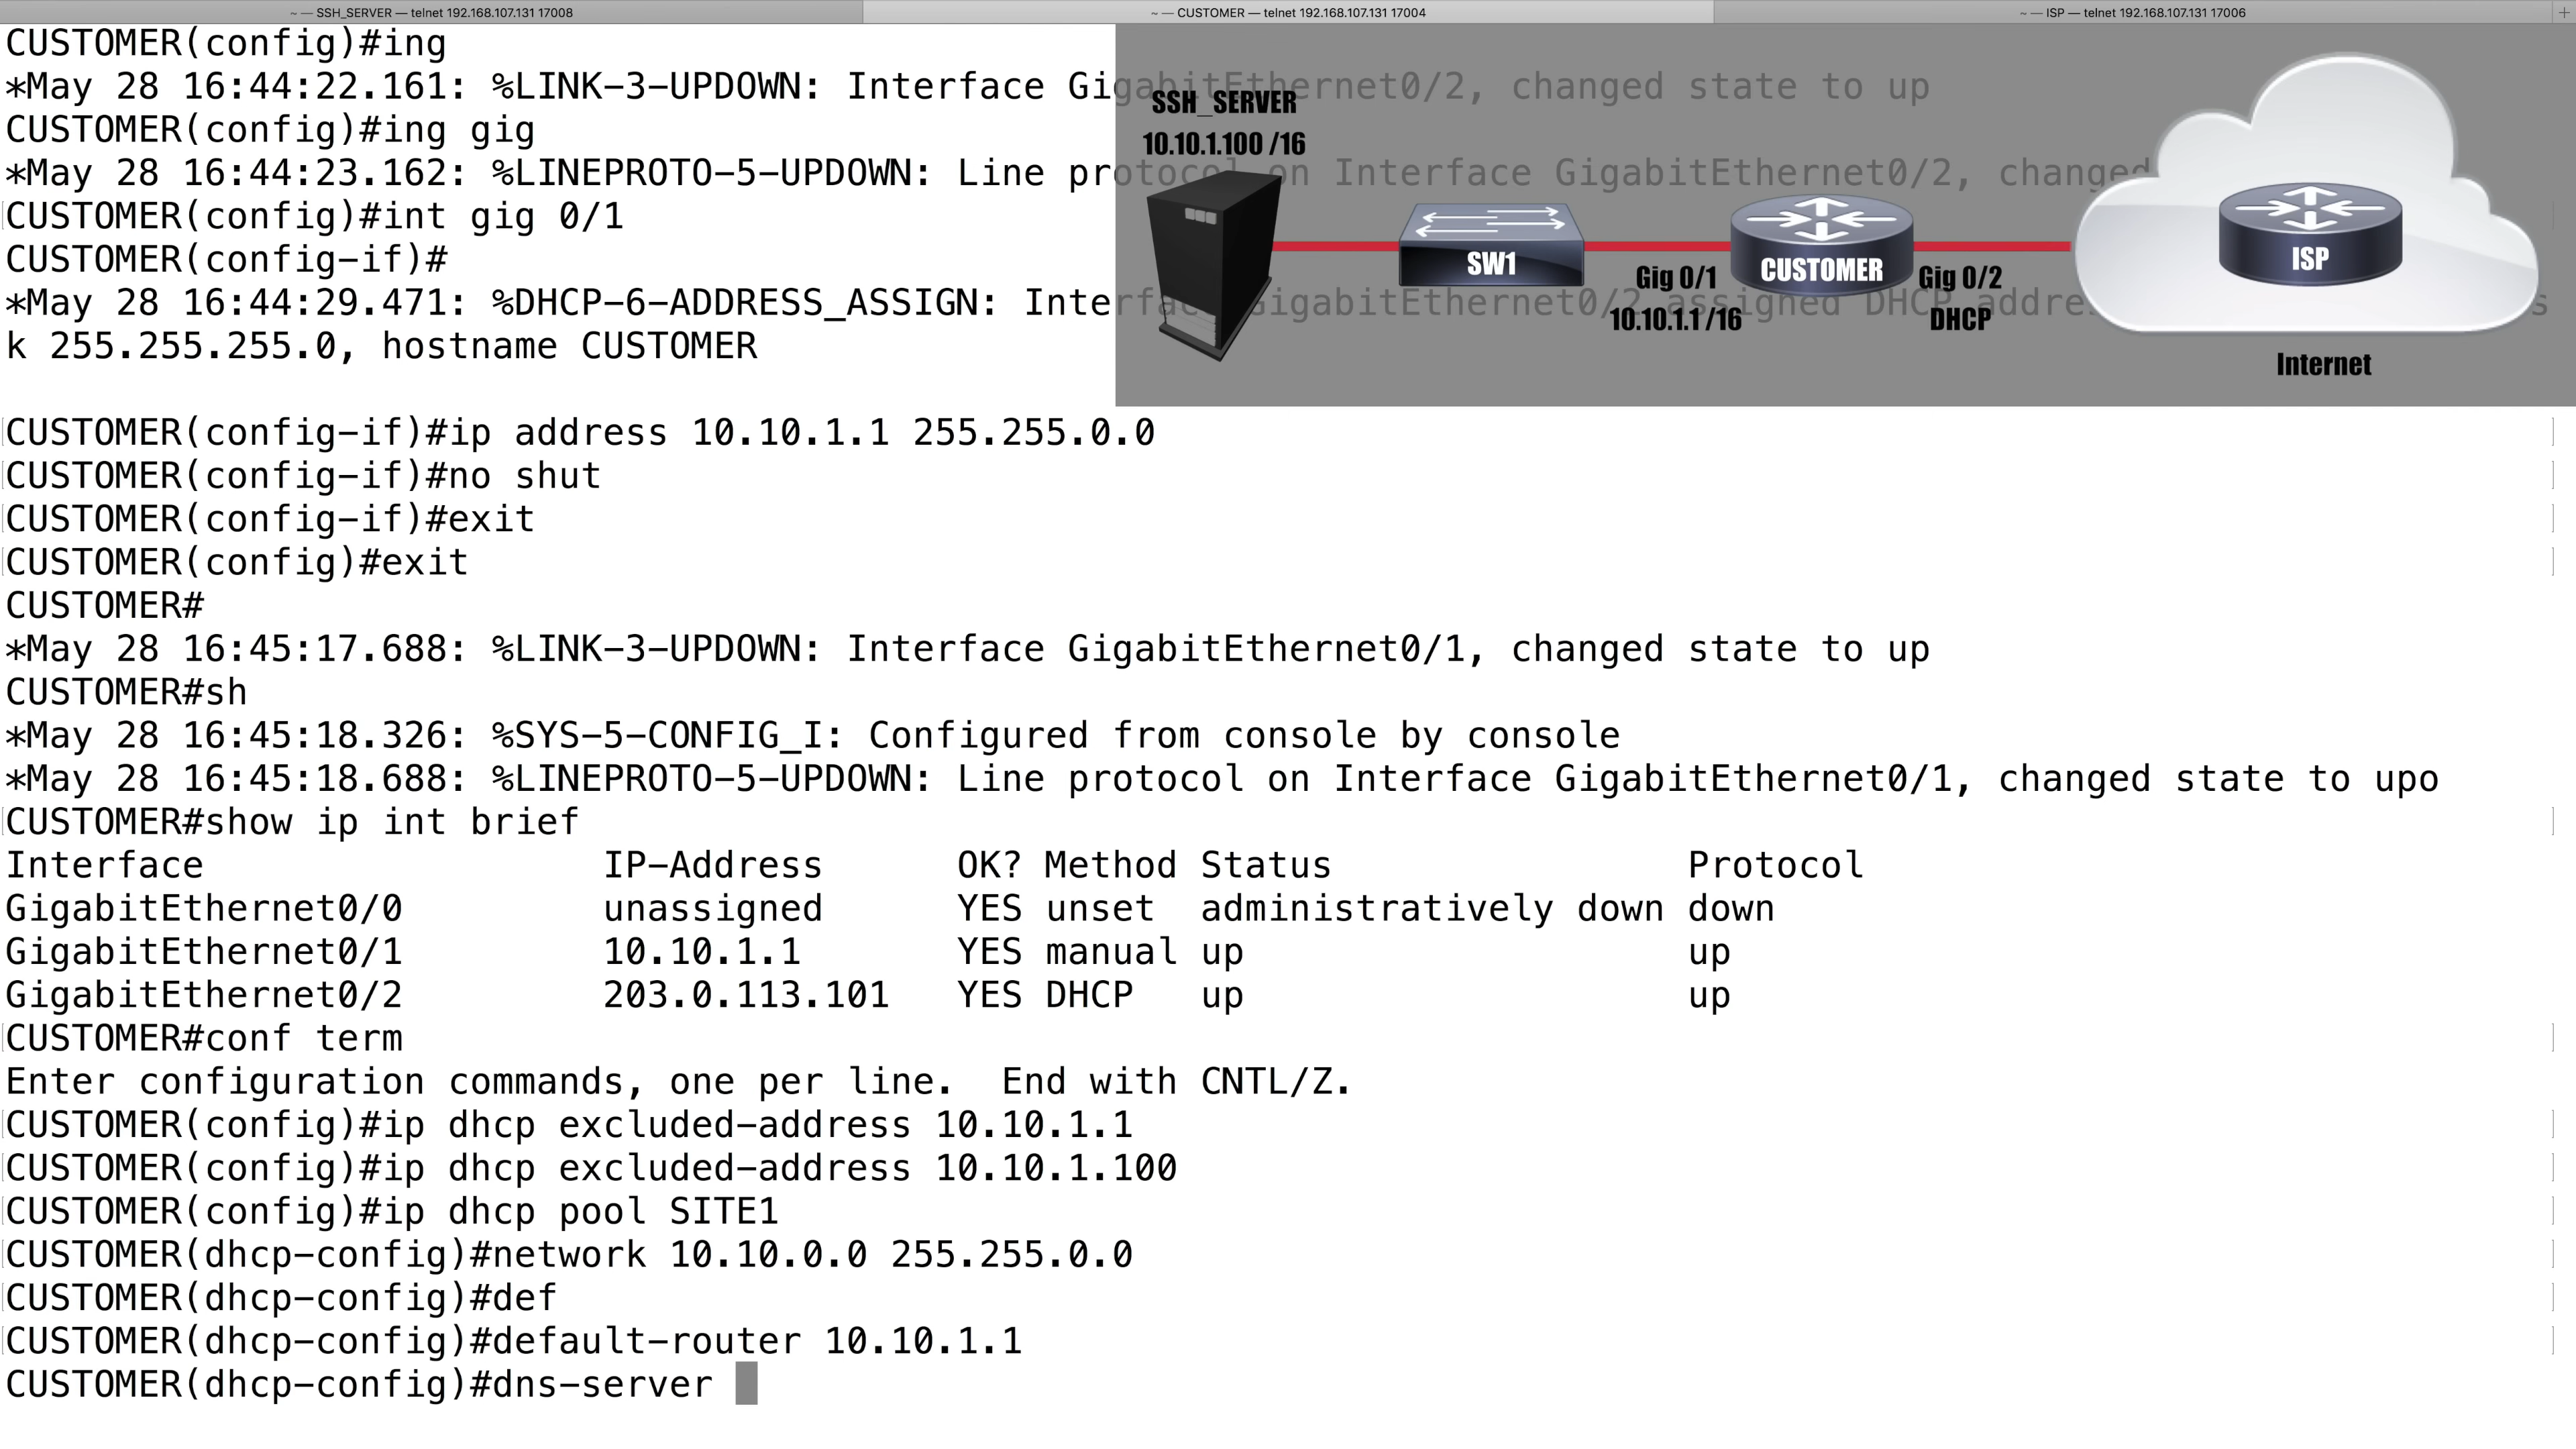 ~ — SSH_SERVER — telnet 192.168.107.131 17008
~ — CUSTOMER — telnet 192.168.107.131 17004
~ — ISP — telnet 192.168.107.131 17006
+
CUSTOMER(config)#ing
*May 28 16:44:22.161: %LINK-3-UPDOWN: Interface GigabitEthernet0/2, changed state to up
CUSTOMER(config)#ing gig
*May 28 16:44:23.162: %LINEPROTO-5-UPDOWN: Line protocol on Interface GigabitEthernet0/2, changed
CUSTOMER(config)#int gig 0/1
CUSTOMER(config-if)#
*May 28 16:44:29.471: %DHCP-6-ADDRESS_ASSIGN: Interface GigabitEthernet0/2 assigned DHCP addres
k 255.255.255.0, hostname CUSTOMER
SSH_SERVER
10.10.1.100 /16
SW1
Gig 0/1
10.10.1.1 /16
CUSTOMER
Gig 0/2
DHCP
ISP
Internet
CUSTOMER(config-if)#ip address 10.10.1.1 255.255.0.0
CUSTOMER(config-if)#no shut
CUSTOMER(config-if)#exit
CUSTOMER(config)#exit
CUSTOMER#
*May 28 16:45:17.688: %LINK-3-UPDOWN: Interface GigabitEthernet0/1, changed state to up
CUSTOMER#sh
*May 28 16:45:18.326: %SYS-5-CONFIG_I: Configured from console by console
*May 28 16:45:18.688: %LINEPROTO-5-UPDOWN: Line protocol on Interface GigabitEthernet0/1, changed state to upo
CUSTOMER#show ip int brief
Interface IP-Address OK? Method Status Protocol
GigabitEthernet0/0 unassigned YES unset administratively down down
GigabitEthernet0/1 10.10.1.1 YES manual up up
GigabitEthernet0/2 203.0.113.101 YES DHCP up up
CUSTOMER#conf term
Enter configuration commands, one per line. End with CNTL/Z.
CUSTOMER(config)#ip dhcp excluded-address 10.10.1.1
CUSTOMER(config)#ip dhcp excluded-address 10.10.1.100
CUSTOMER(config)#ip dhcp pool SITE1
CUSTOMER(dhcp-config)#network 10.10.0.0 255.255.0.0
CUSTOMER(dhcp-config)#def
CUSTOMER(dhcp-config)#default-router 10.10.1.1
CUSTOMER(dhcp-config)#dns-server